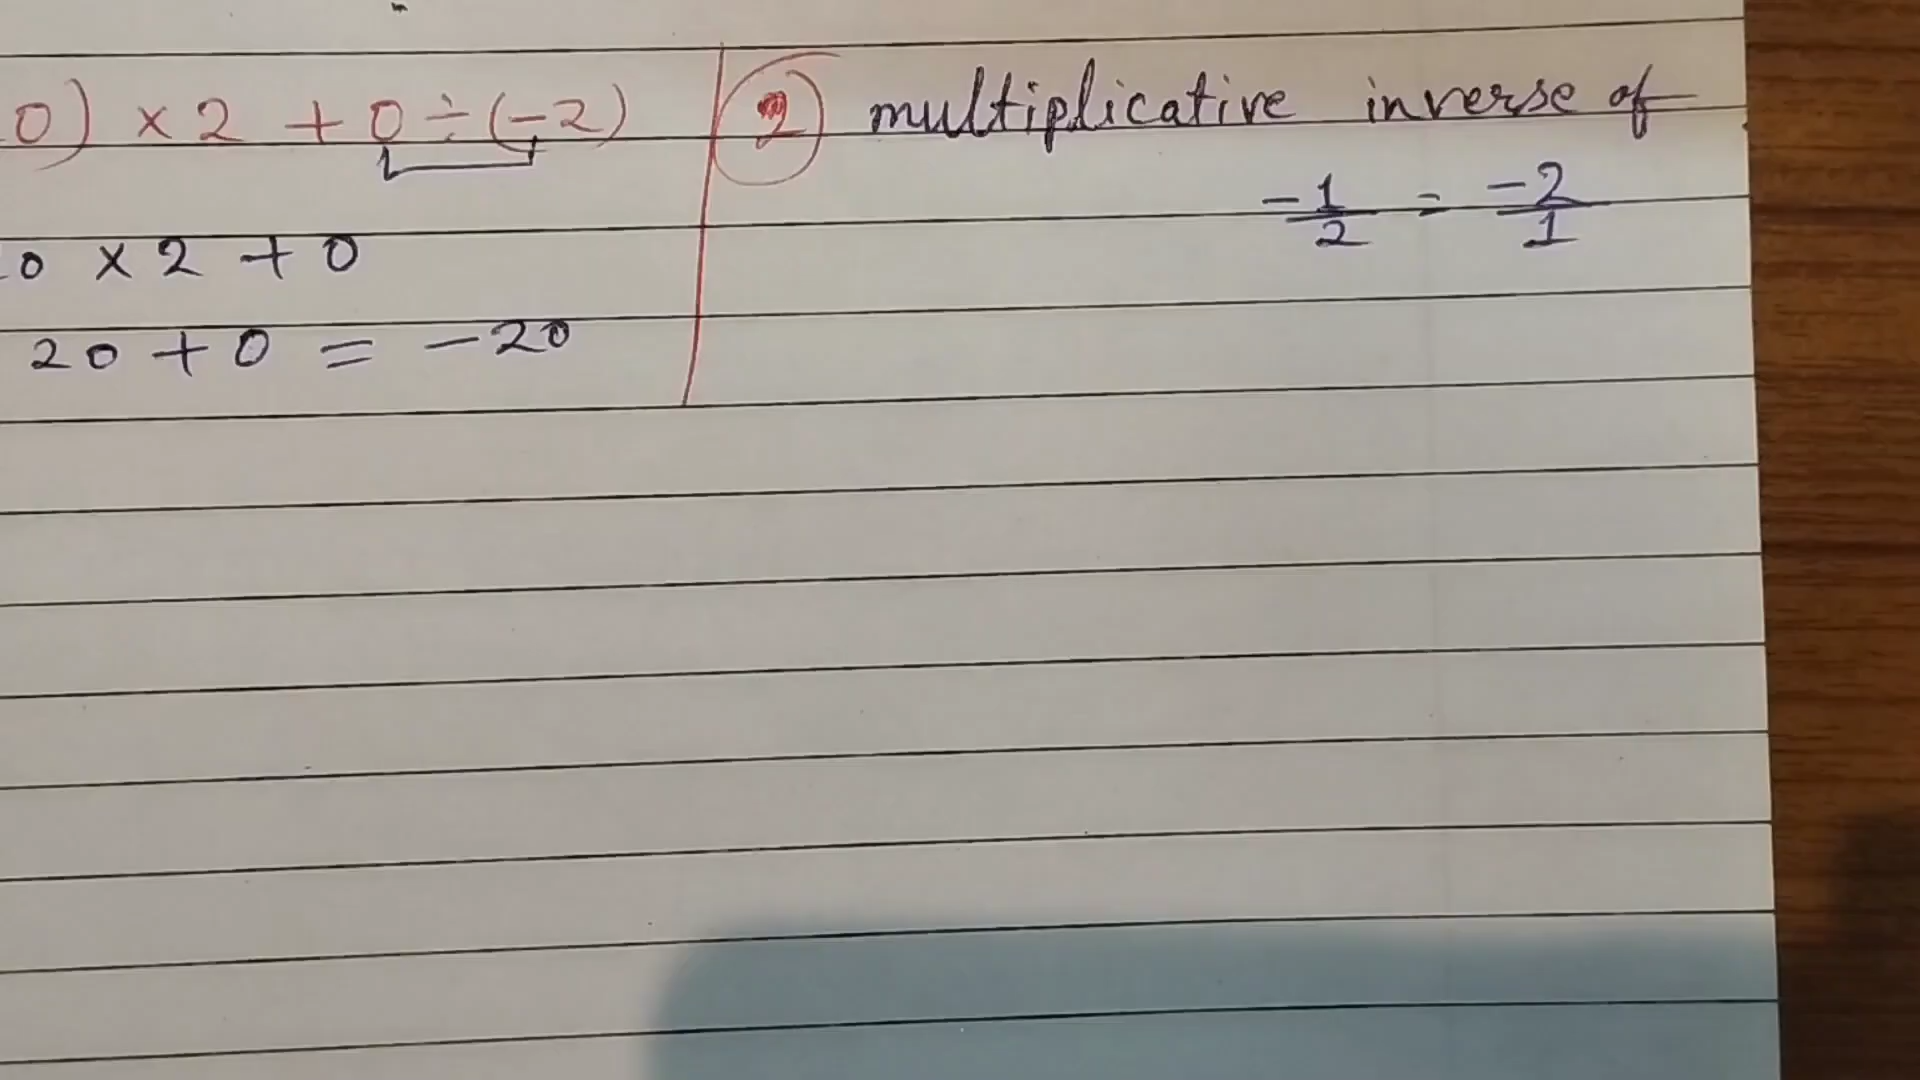 0) × 2 + 0 ÷ (-2)
0 × 2 + 0
20 + 0 = -20
2 multiplicative inverse of
-1/2 = -2/1